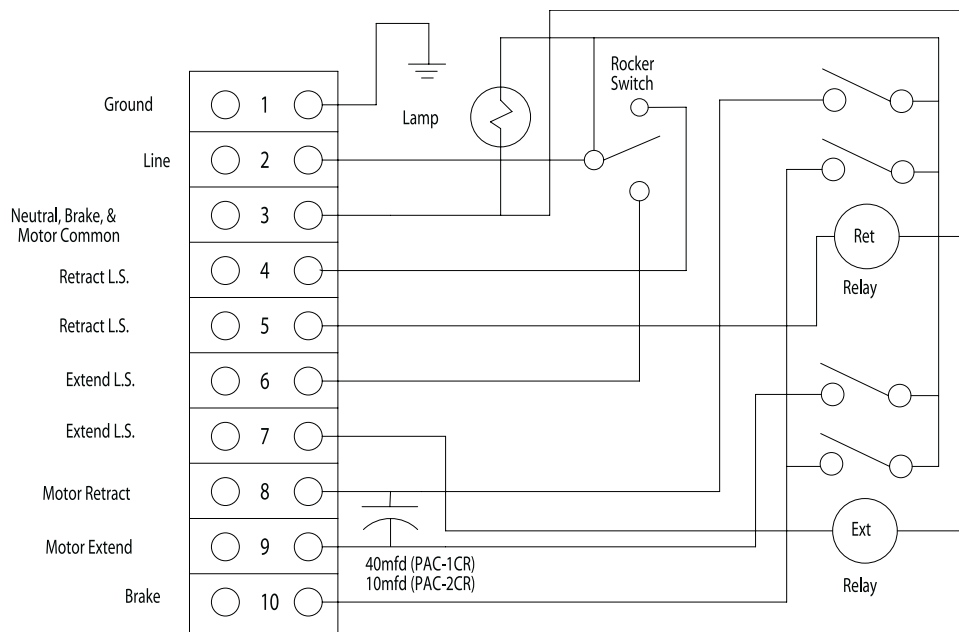 Ground
1
Line
2
Neutral, Brake, &
Motor Common
3
Retract L.S.
4
Retract L.S.
5
Extend L.S.
6
Extend L.S.
7
Motor Retract
8
Motor Extend
9
Brake
10
Lamp
Rocker
Switch
Ret
Relay
Ext
Relay
40mfd (PAC-1CR)
10mfd (PAC-2CR)